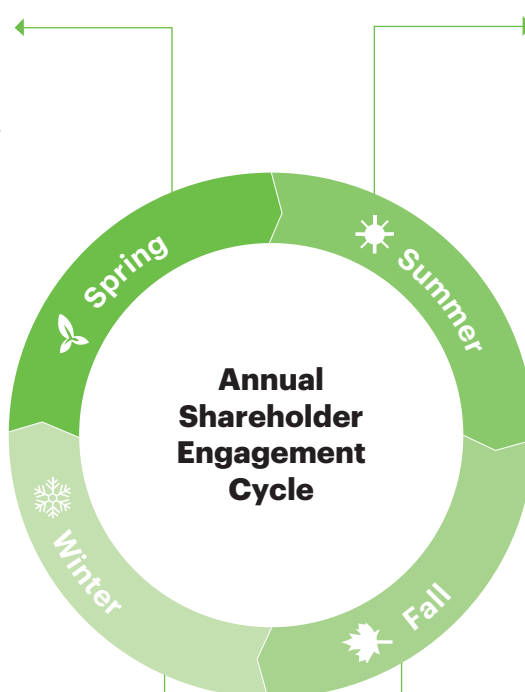 Spring
Summer
Annual
Shareholder
Engagement
Cycle
Winter
Fall